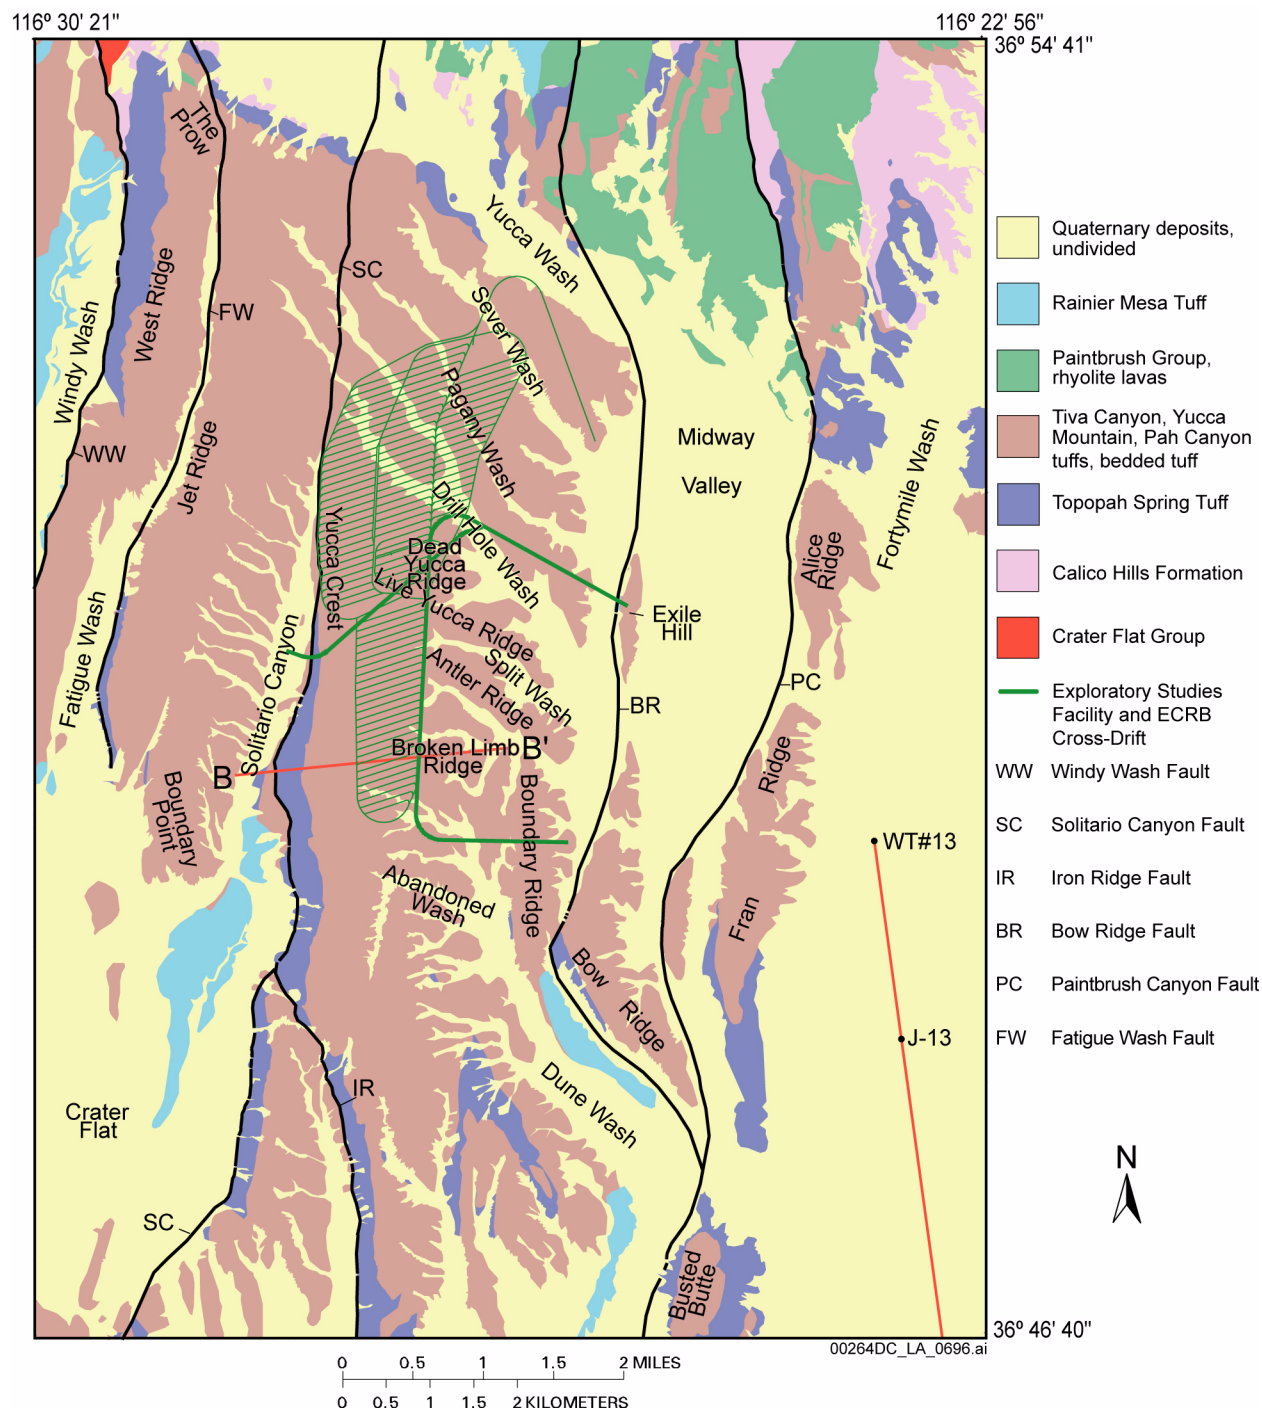 116º 30' 21"
116º 22' 56"
36º 54' 41"
The
Prow
Yucca Wash
SC
West Ridge
FW
Windy Wash
Sever Wash
Pagany Wash
Midway
Valley
WW
Jet Ridge
Fortymile Wash
Drill Hole Wash
Yucca Crest
Dead
Yucca
Ridge
Alice
Ridge
Live Yucca Ridge
Exile
Hill
Fatigue Wash
Solitario Canyon
Split Wash
Antler Ridge
PC
BR
Broken Limb
Ridge
B
B'
Ridge
Boundary
Point
Boundary Ridge
WT#13
Abandoned
Wash
Fran
Bow
Ridge
J-13
IR
Dune Wash
Crater
Flat
SC
Busted
Butte
36º 46' 40"
00264DC_LA_0696.ai
0 0.5 1 1.5 2 MILES
0 0.5 1 1.5 2 KILOMETERS
Quaternary deposits,
undivided
Rainier Mesa Tuff
Paintbrush Group,
rhyolite lavas
Tiva Canyon, Yucca
Mountain, Pah Canyon
tuffs, bedded tuff
Topopah Spring Tuff
Calico Hills Formation
Crater Flat Group
Exploratory Studies
Facility and ECRB
Cross-Drift
WW Windy Wash Fault
SC Solitario Canyon Fault
IR Iron Ridge Fault
BR Bow Ridge Fault
PC Paintbrush Canyon Fault
FW Fatigue Wash Fault
N